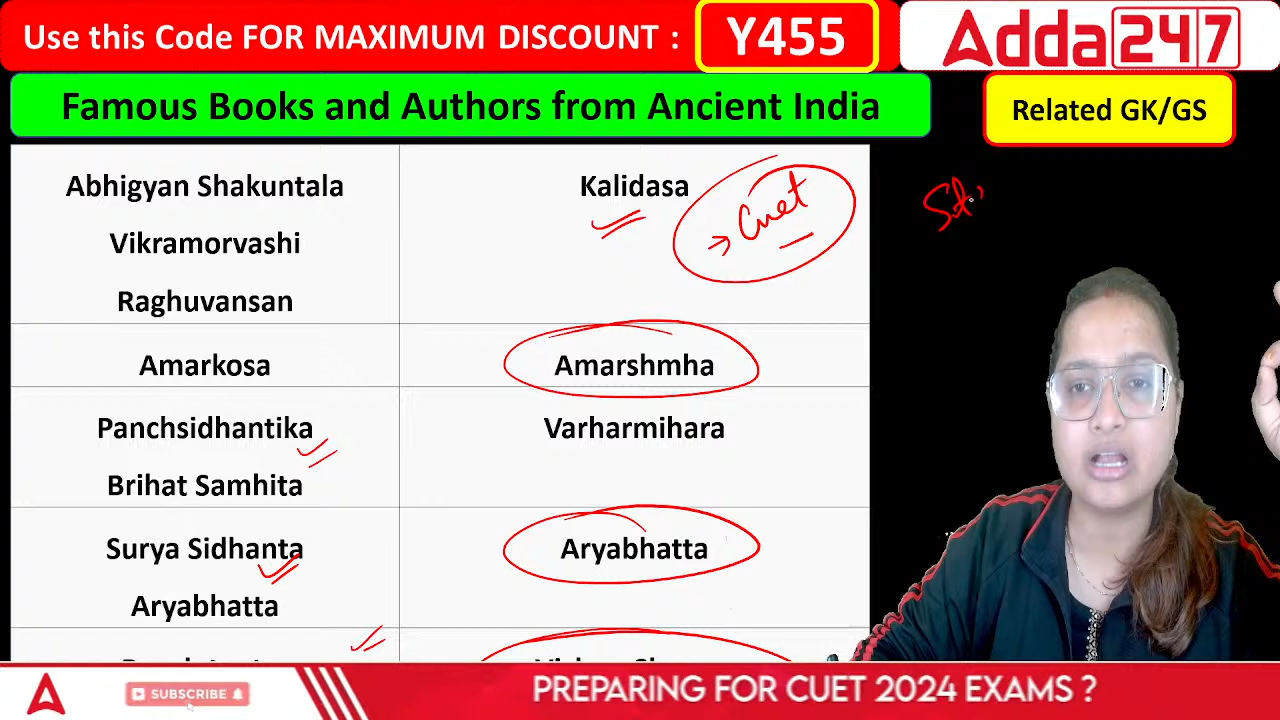 Use this Code FOR MAXIMUM DISCOUNT :
Y455
Adda247
Famous Books and Authors from Ancient India
Related GK/GS
Abhigyan Shakuntala
Kalidasa
→ Cuet
Vikramorvashi
Raghuvansan
Amarkosa
Amarshmha
Panchsidhantika
Varharmihara
Brihat Samhita
Surya Sidhanta
Aryabhatta
Aryabhatta
SUBSCRIBE
PREPARING FOR CUET 2024 EXAMS ?